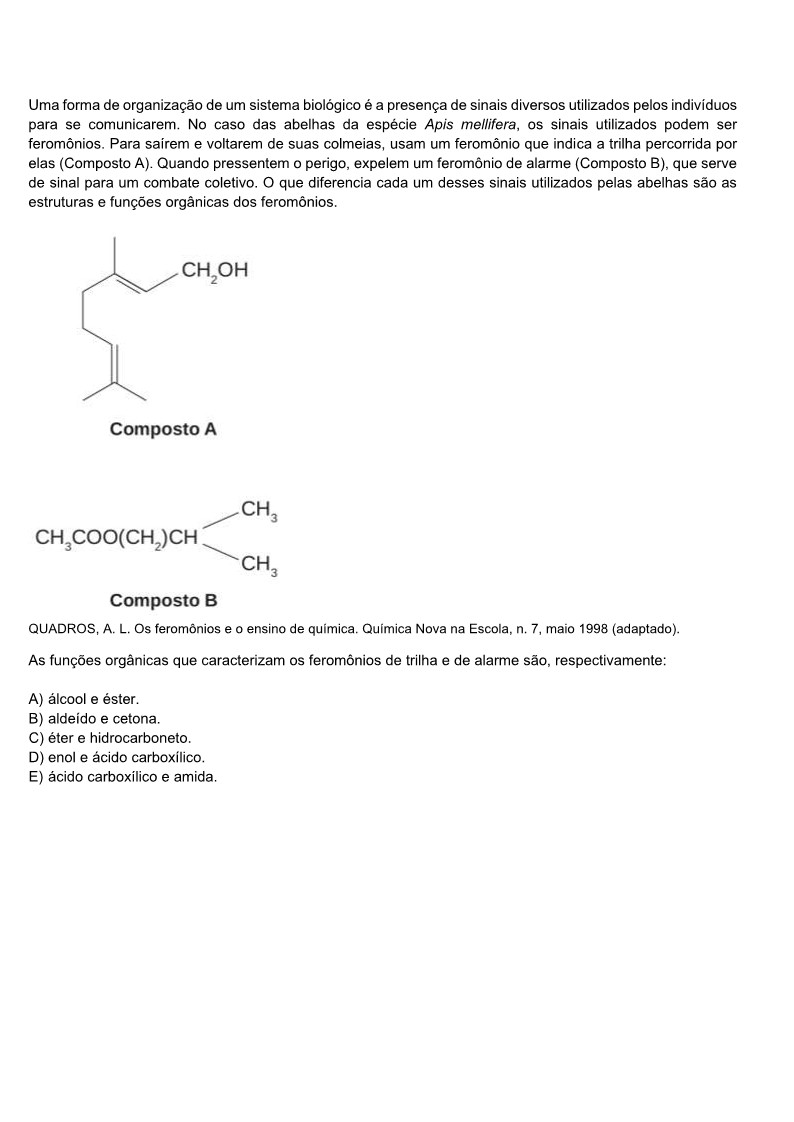 Uma forma de organização de um sistema biológico é a presença de sinais diversos utilizados pelos indivíduos
para se comunicarem. No caso das abelhas da espécie Apis mellifera, os sinais utilizados podem ser
feromônios. Para saírem e voltarem de suas colmeias, usam um feromônio que indica a trilha percorrida por
elas (Composto A). Quando pressentem o perigo, expelem um feromônio de alarme (Composto B), que serve
de sinal para um combate coletivo. O que diferencia cada um desses sinais utilizados pelas abelhas são as
estruturas e funções orgânicas dos feromônios.
CH₂OH
Composto A
CH₃
CH₃COO(CH₂)CH
CH₃
Composto B
QUADROS, A. L. Os feromônios e o ensino de química. Química Nova na Escola, n. 7, maio 1998 (adaptado).
As funções orgânicas que caracterizam os feromônios de trilha e de alarme são, respectivamente:
A) álcool e éster.
B) aldeído e cetona.
C) éter e hidrocarboneto.
D) enol e ácido carboxílico.
E) ácido carboxílico e amida.